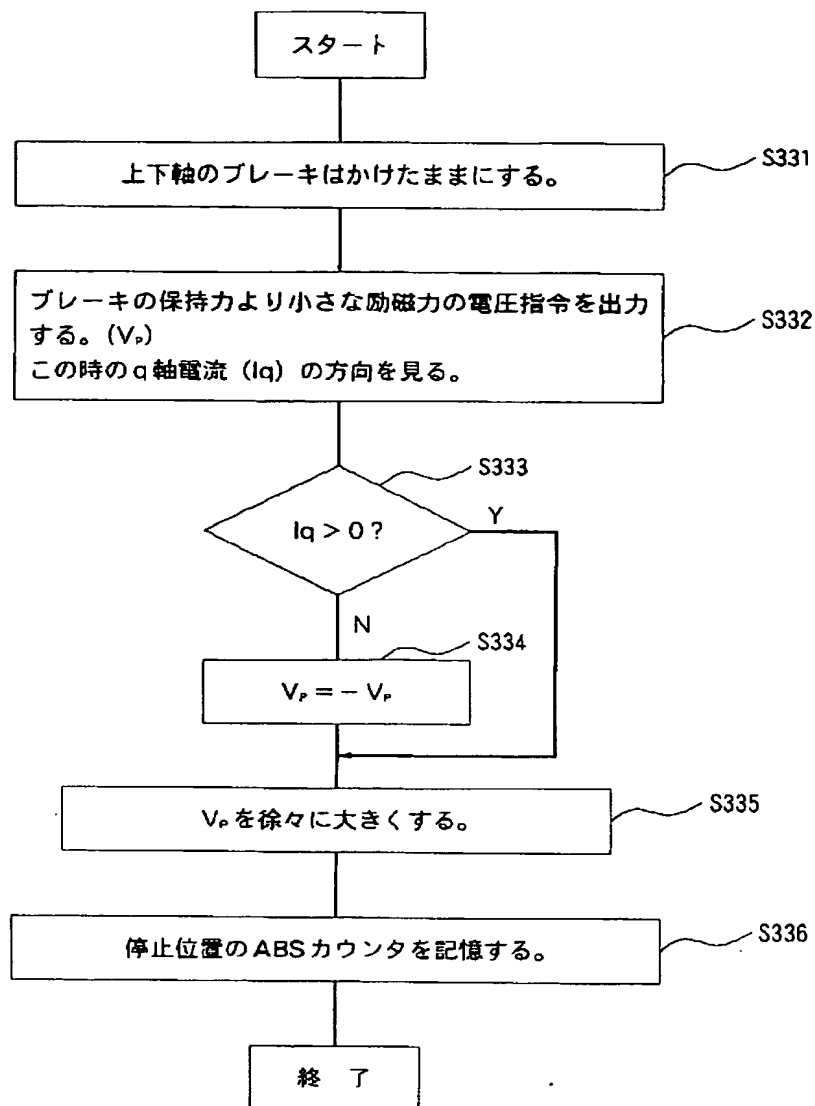 スタート
上下軸のブレーキはかけたままにする。
S331
ブレーキの保持力より小さな励磁力の電圧指令を出力
する。(VP)
この時のq軸電流（Iq）の方向を見る。
S332
S333
Iq > 0 ?
Y
N
S334
VP = － VP
VPを徐々に大きくする。
S335
停止位置のABSカウンタを記憶する。
S336
終 了